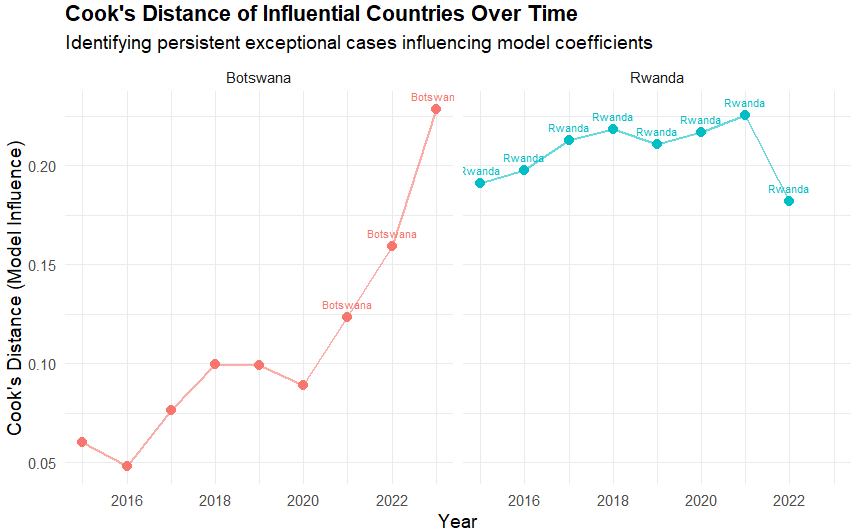 Cook's Distance of Influential Countries Over Time
Identifying persistent exceptional cases influencing model coefficients
Botswana
Rwanda
Cook's Distance (Model Influence)
0.20
0.15
0.10
0.05
Botswan
Botswana
Botswana
Rwanda
Rwanda
Rwanda
Rwanda
Rwanda
Rwanda
Rwanda
Rwanda
2016
2018
2020
2022
2016
2018
2020
2022
Year